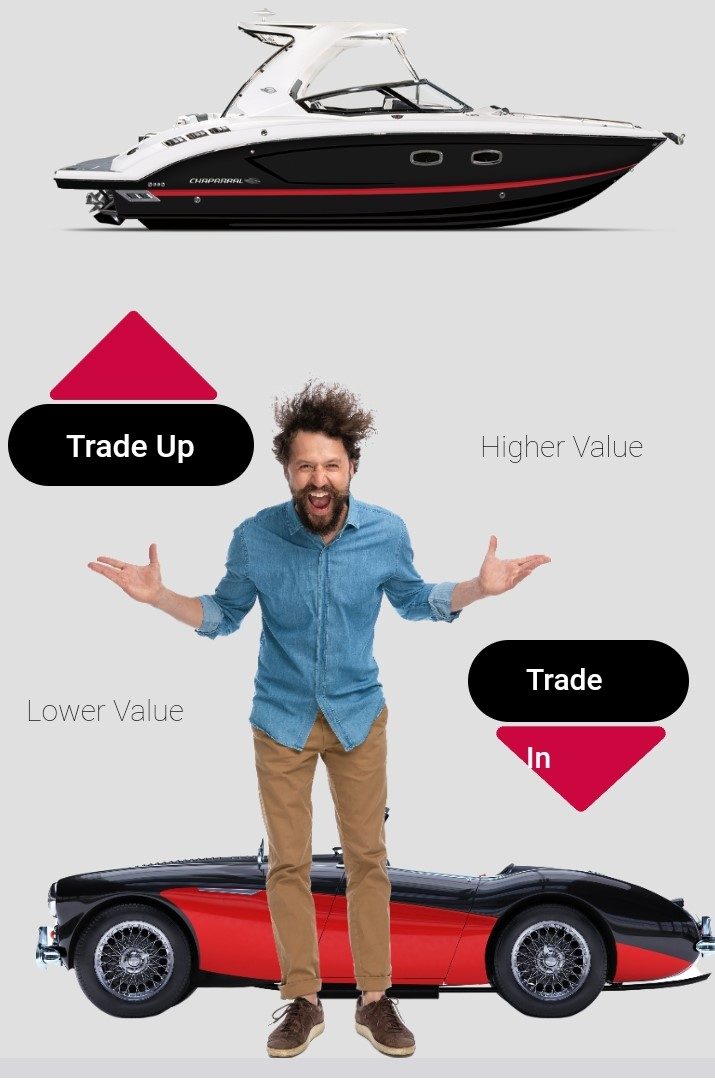 CHAPARRAL
Trade Up
Higher Value
Trade
In
Lower Value